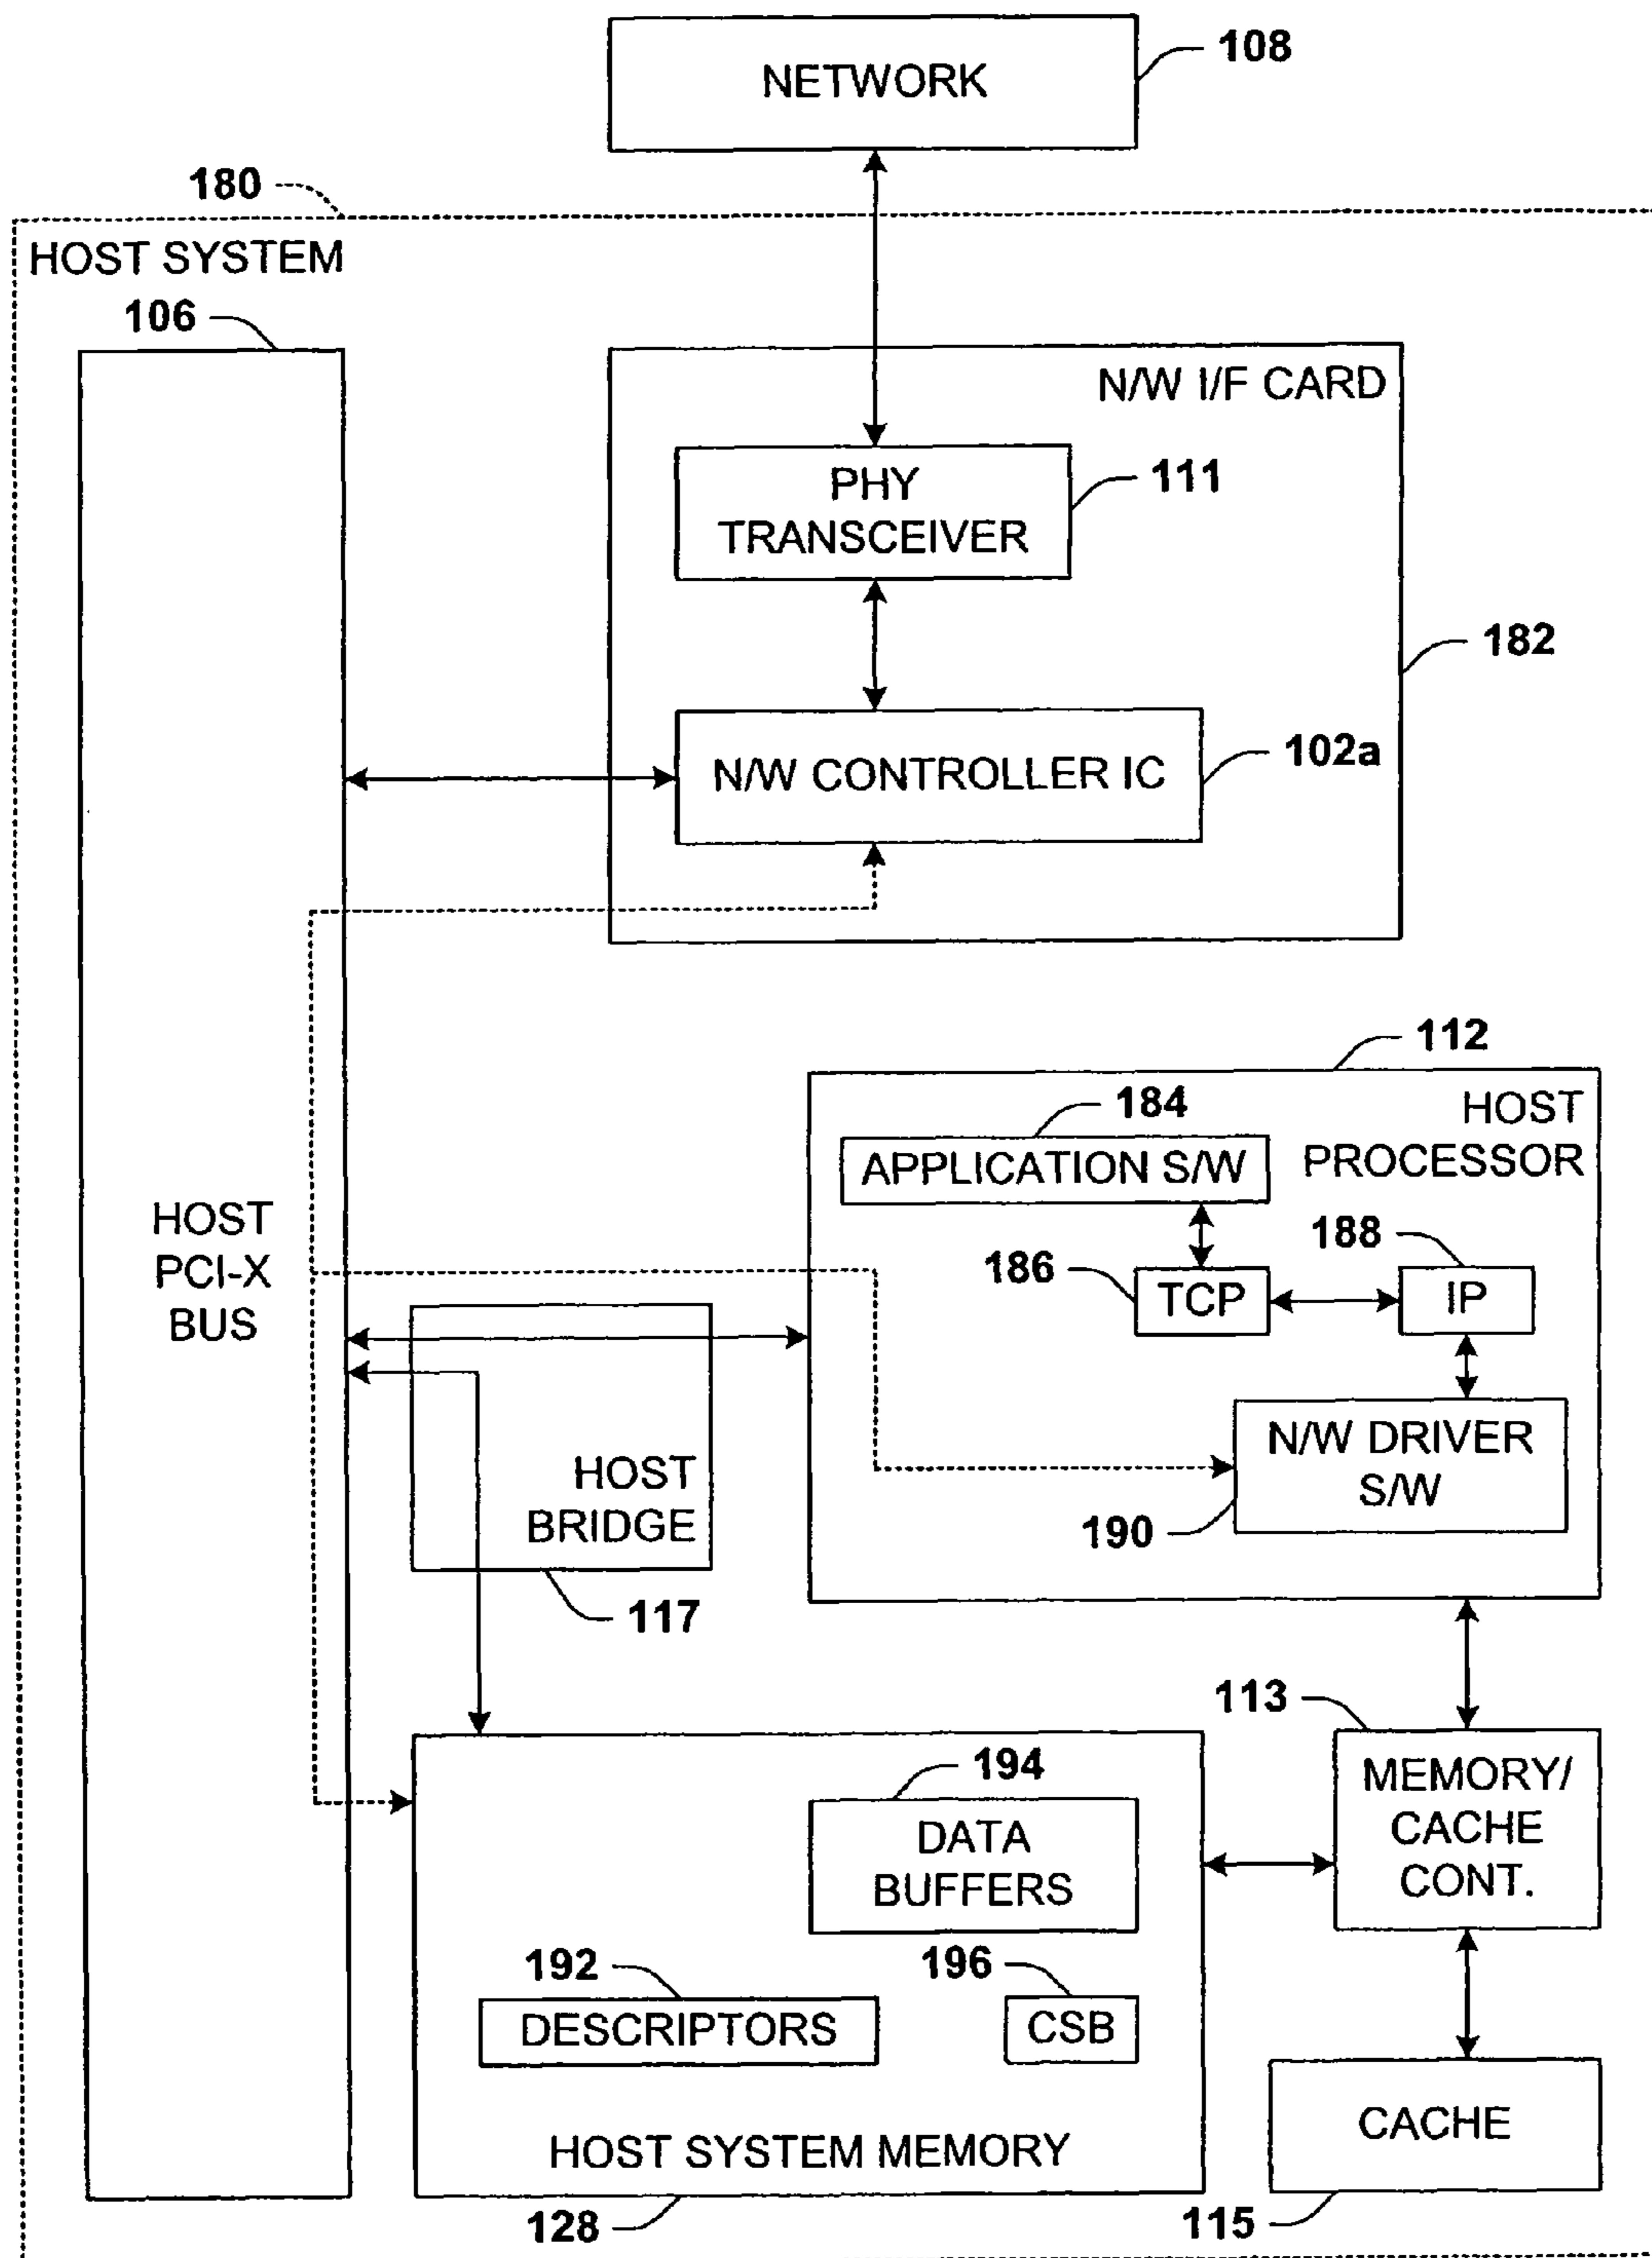 108
NETWORK
180
HOST SYSTEM
106
N/W I/F CARD
PHY
TRANSCEIVER
111
182
N/W CONTROLLER IC
102a
112
HOST
PROCESSOR
184
APPLICATION S/W
188
186
TCP
IP
HOST
PCI-X
BUS
N/W DRIVER
S/W
190
HOST
BRIDGE
117
113
MEMORY/
CACHE
CONT.
194
DATA
BUFFERS
192
DESCRIPTORS
196
CSB
HOST SYSTEM MEMORY
128
CACHE
115